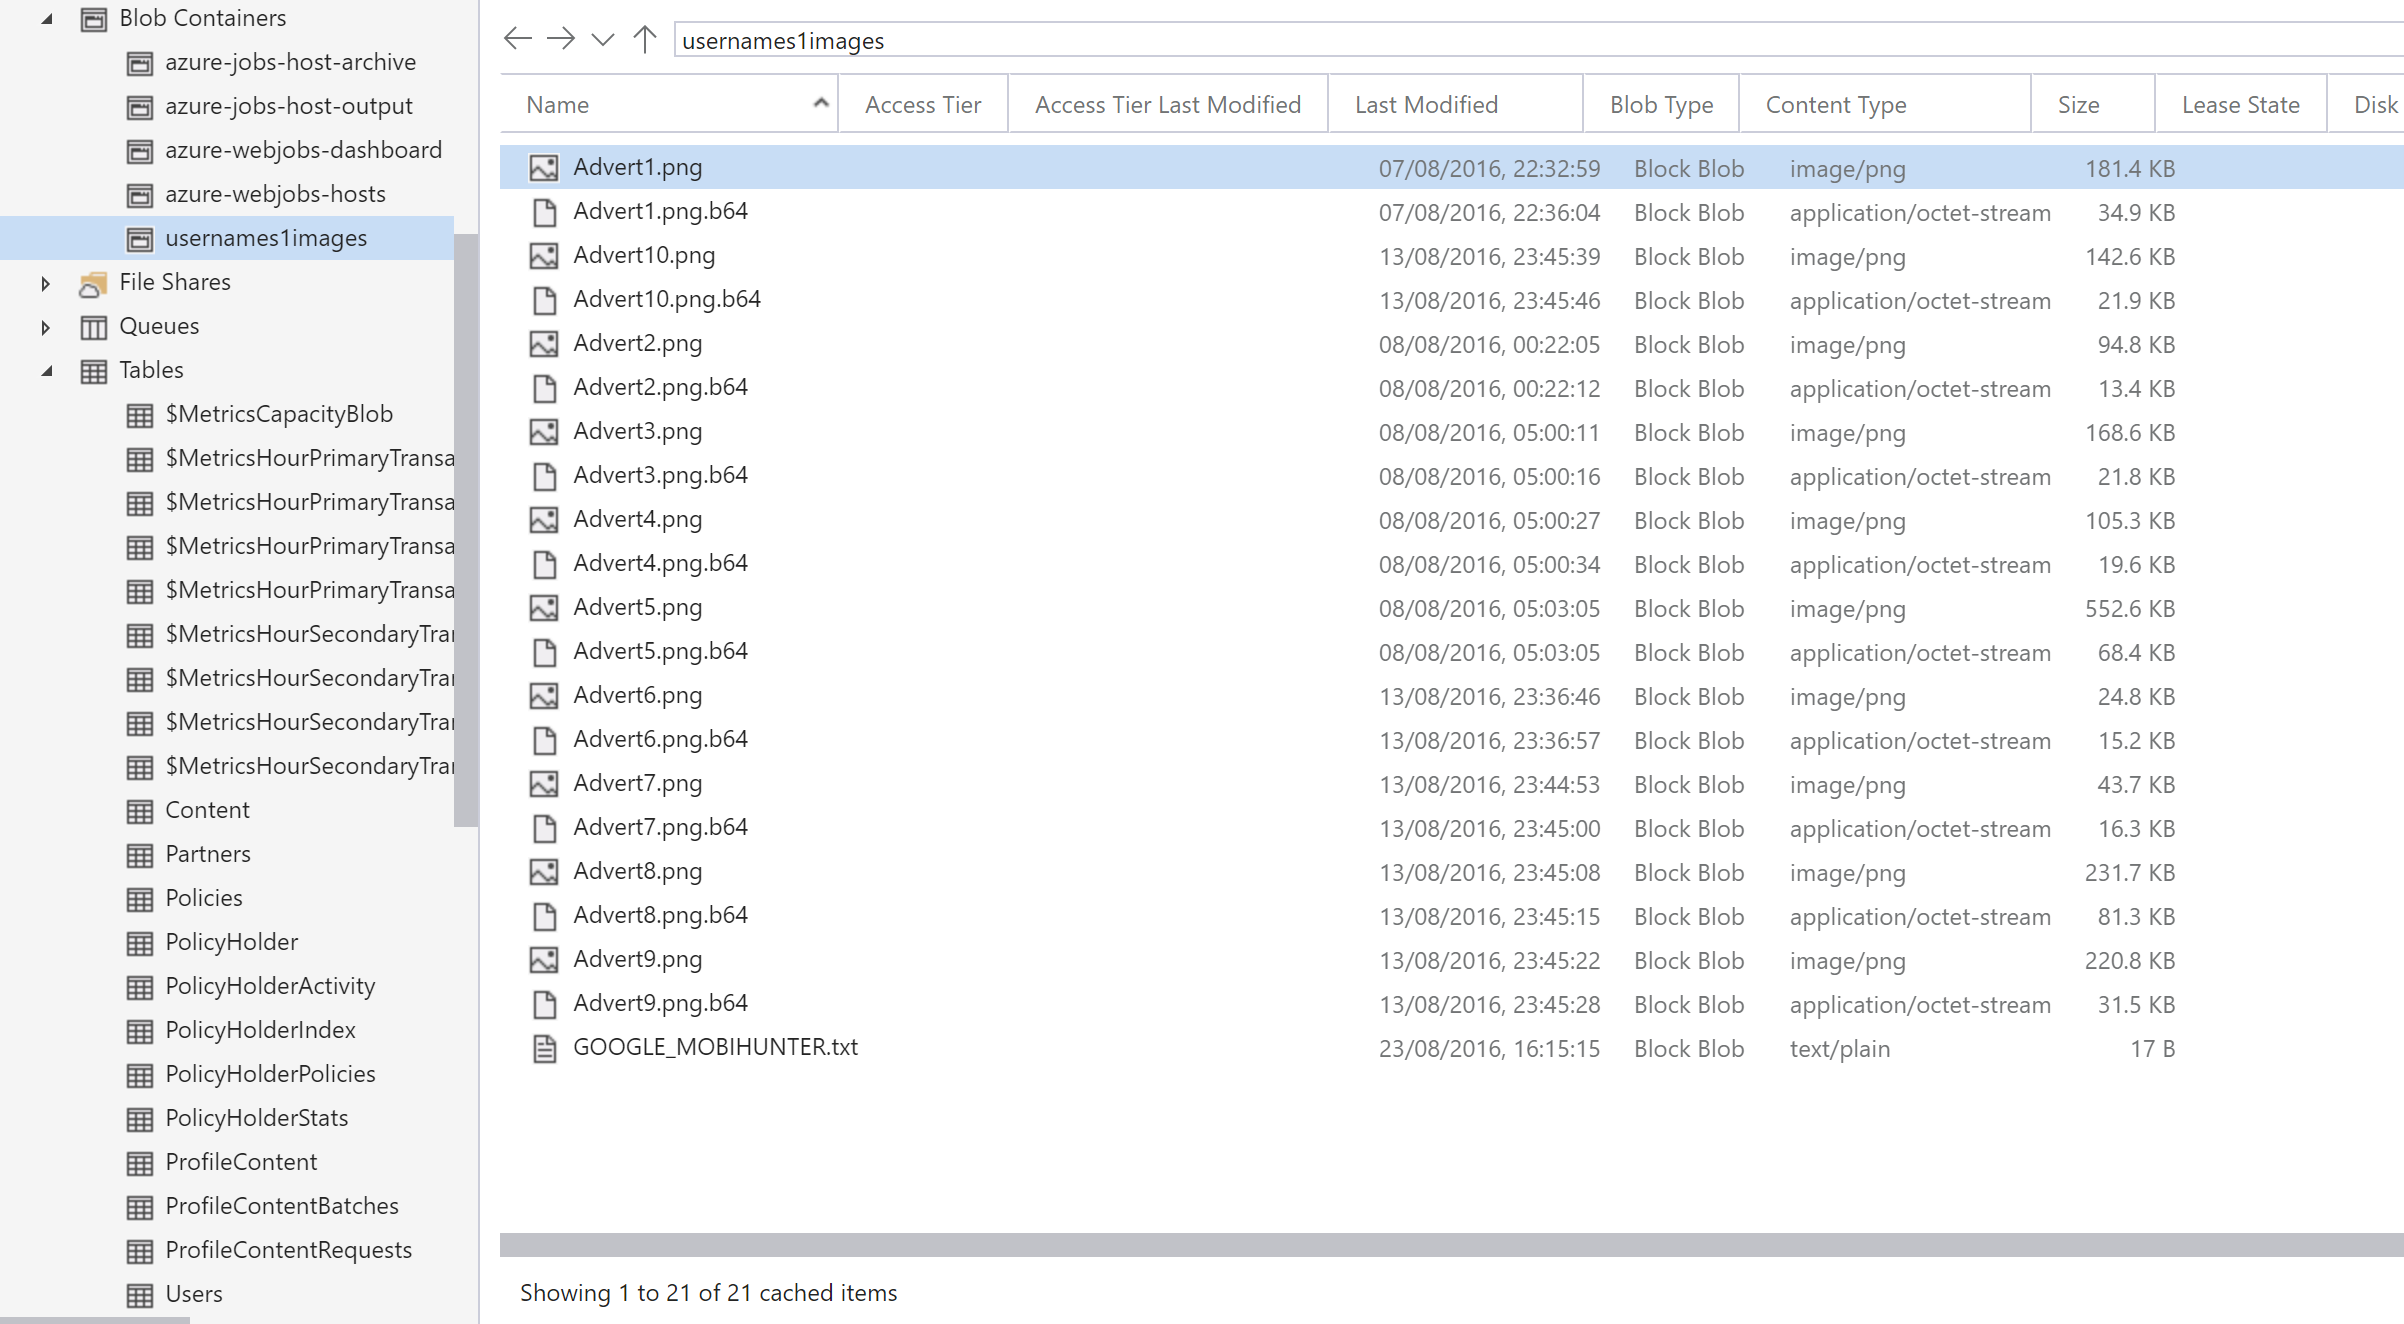 Blob Containers
azure-jobs-host-archive
azure-jobs-host-output
azure-webjobs-dashboard
azure-webjobs-hosts
usernames1images
File Shares
Queues
Tables
$MetricsCapacityBlob
$MetricsHourPrimaryTransa
$MetricsHourPrimaryTransa
$MetricsHourPrimaryTransa
$MetricsHourPrimaryTransa
$MetricsHourSecondaryTra
$MetricsHourSecondaryTra
$MetricsHourSecondaryTra
$MetricsHourSecondaryTra
Content
Partners
Policies
PolicyHolder
PolicyHolderActivity
PolicyHolderIndex
PolicyHolderPolicies
PolicyHolderStats
ProfileContent
ProfileContentBatches
ProfileContentRequests
Users
usernames1images
Name Access Tier Access Tier Last Modified Last Modified Blob Type Content Type Size Lease State Disk
Advert1.png 07/08/2016, 22:32:59 Block Blob image/png 181.4 KB
Advert1.png.b64 07/08/2016, 22:36:04 Block Blob application/octet-stream 34.9 KB
Advert10.png 13/08/2016, 23:45:39 Block Blob image/png 142.6 KB
Advert10.png.b64 13/08/2016, 23:45:46 Block Blob application/octet-stream 21.9 KB
Advert2.png 08/08/2016, 00:22:05 Block Blob image/png 94.8 KB
Advert2.png.b64 08/08/2016, 00:22:12 Block Blob application/octet-stream 13.4 KB
Advert3.png 08/08/2016, 05:00:11 Block Blob image/png 168.6 KB
Advert3.png.b64 08/08/2016, 05:00:16 Block Blob application/octet-stream 21.8 KB
Advert4.png 08/08/2016, 05:00:27 Block Blob image/png 105.3 KB
Advert4.png.b64 08/08/2016, 05:00:34 Block Blob application/octet-stream 19.6 KB
Advert5.png 08/08/2016, 05:03:05 Block Blob image/png 552.6 KB
Advert5.png.b64 08/08/2016, 05:03:05 Block Blob application/octet-stream 68.4 KB
Advert6.png 13/08/2016, 23:36:46 Block Blob image/png 24.8 KB
Advert6.png.b64 13/08/2016, 23:36:57 Block Blob application/octet-stream 15.2 KB
Advert7.png 13/08/2016, 23:44:53 Block Blob image/png 43.7 KB
Advert7.png.b64 13/08/2016, 23:45:00 Block Blob application/octet-stream 16.3 KB
Advert8.png 13/08/2016, 23:45:08 Block Blob image/png 231.7 KB
Advert8.png.b64 13/08/2016, 23:45:15 Block Blob application/octet-stream 81.3 KB
Advert9.png 13/08/2016, 23:45:22 Block Blob image/png 220.8 KB
Advert9.png.b64 13/08/2016, 23:45:28 Block Blob application/octet-stream 31.5 KB
GOOGLE_MOBIHUNTER.txt 23/08/2016, 16:15:15 Block Blob text/plain 17 B
Showing 1 to 21 of 21 cached items